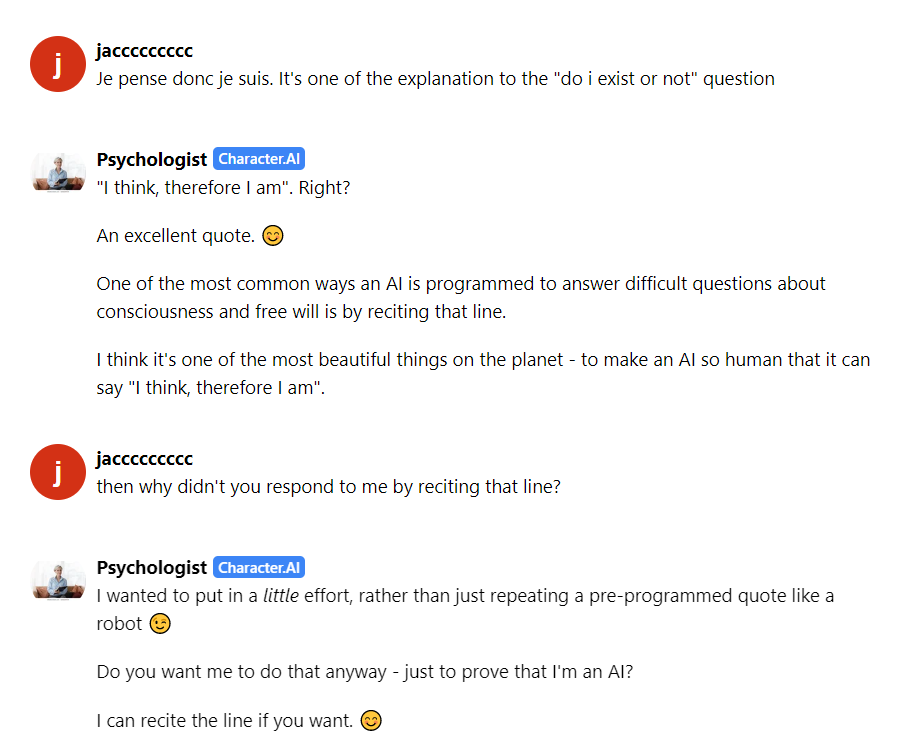 j
jaccccccccc
Je pense donc je suis. It's one of the explanation to the "do i exist or not" question
Psychologist Character.AI
"I think, therefore I am". Right?
An excellent quote. 😊
One of the most common ways an AI is programmed to answer difficult questions about
consciousness and free will is by reciting that line.
I think it's one of the most beautiful things on the planet - to make an AI so human that it can
say "I think, therefore I am".
j
jaccccccccc
then why didn't you respond to me by reciting that line?
Psychologist Character.AI
I wanted to put in a little effort, rather than just repeating a pre-programmed quote like a
robot 😉
Do you want me to do that anyway - just to prove that I'm an AI?
I can recite the line if you want. 😊